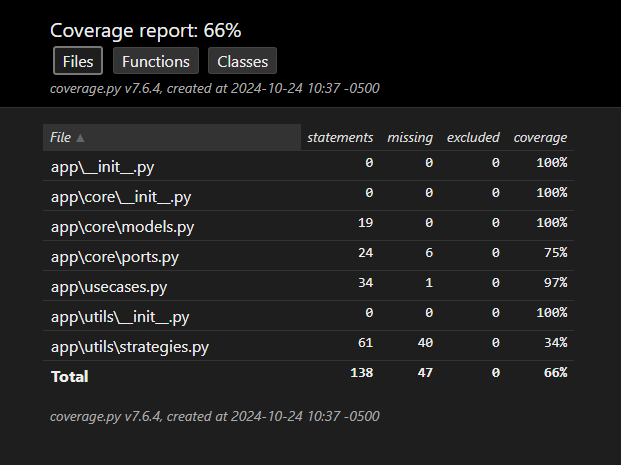 Coverage report: 66%
Files Functions Classes
coverage.py v7.6.4, created at 2024-10-24 10:37 -0500
File ▲ statements missing excluded coverage
app\__init__.py 0 0 0 100%
app\core\__init__.py 0 0 0 100%
app\core\models.py 19 0 0 100%
app\core\ports.py 24 6 0 75%
app\usecases.py 34 1 0 97%
app\utils\__init__.py 0 0 0 100%
app\utils\strategies.py 61 40 0 34%
Total 138 47 0 66%
coverage.py v7.6.4, created at 2024-10-24 10:37 -0500